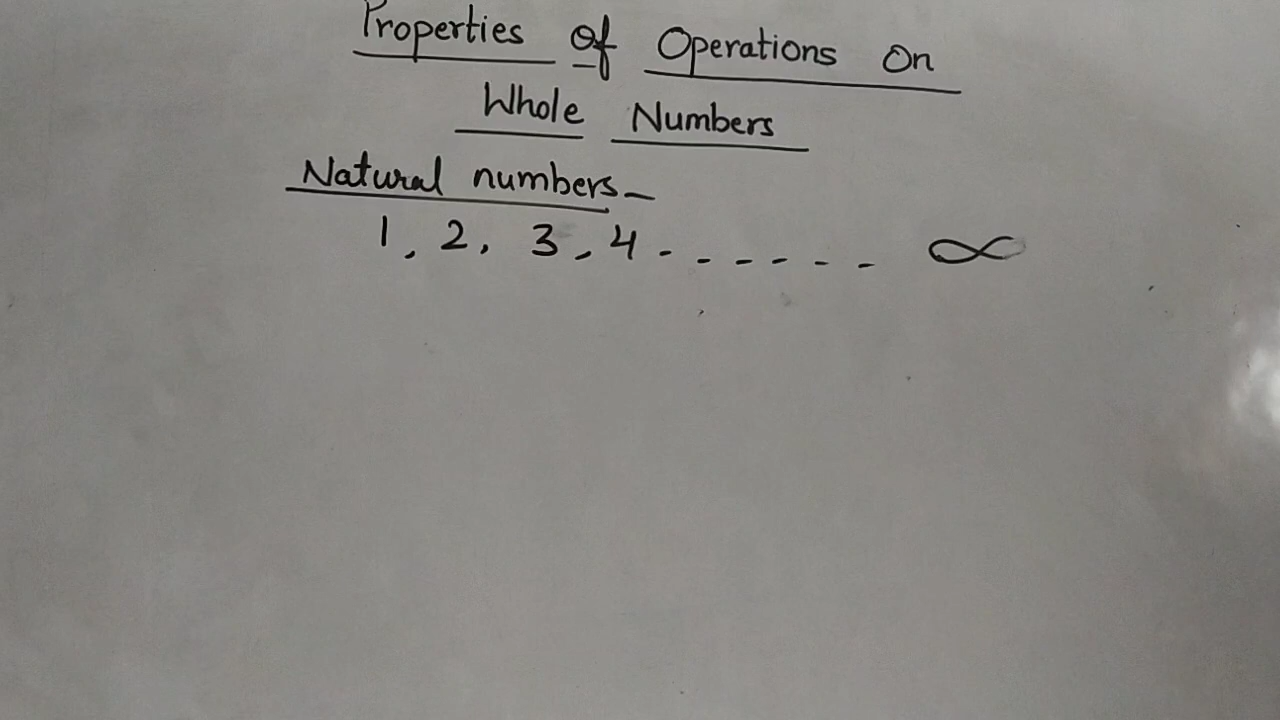 Properties of Operations On
Whole Numbers
Natural numbers-
1, 2, 3, 4 - - - - - - ∞